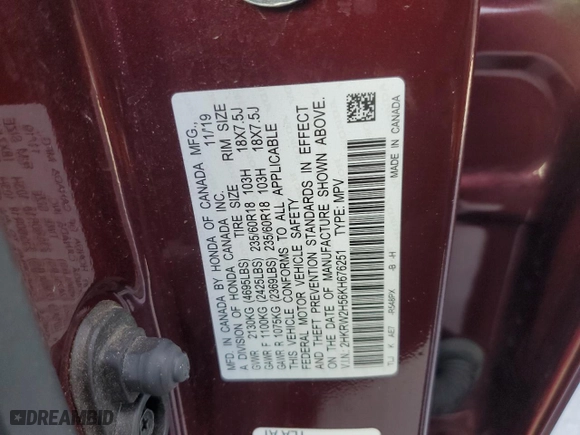 MFD. IN CANADA BY HONDA OF CANADA MFG., 11/19
A DIVISION OF HONDA CANADA INC. TIRE SIZE RIM SIZE
GVWR 2130KG (4695LBS)
GAWR F 1100KG (2425LBS) 235/60R18 103H 18X7.5J
GAWR R 1075KG (2369LBS) 235/60R18 103H 18X7.5J
THIS VEHICLE CONFORMS TO ALL APPLICABLE
FEDERAL MOTOR VEHICLE SAFETY
AND THEFT PREVENTION STANDARDS IN EFFECT
ON THE DATE OF MANUFACTURE SHOWN ABOVE.
V.I.N.: 2HKRW2H56KH676251 TYPE: MPV
TLJ K AE7 -R548PX -B -H MADE IN CANADA
DREAMBID